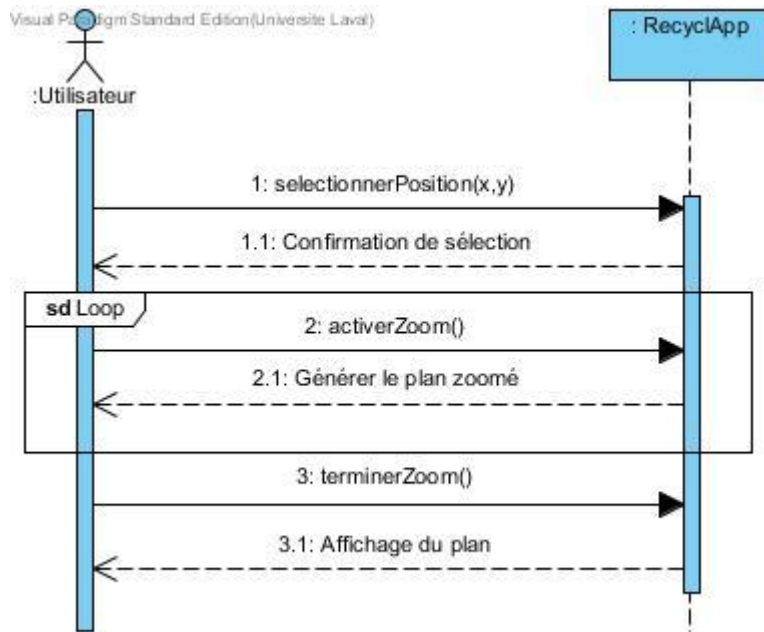 Visual Paradigm Standard Edition(Universite Laval)
: RecyclApp
:Utilisateur
1: selectionnerPosition(x,y)
1.1: Confirmation de sélection
sd Loop
2: activerZoom()
2.1: Générer le plan zoomé
3: terminerZoom()
3.1: Affichage du plan